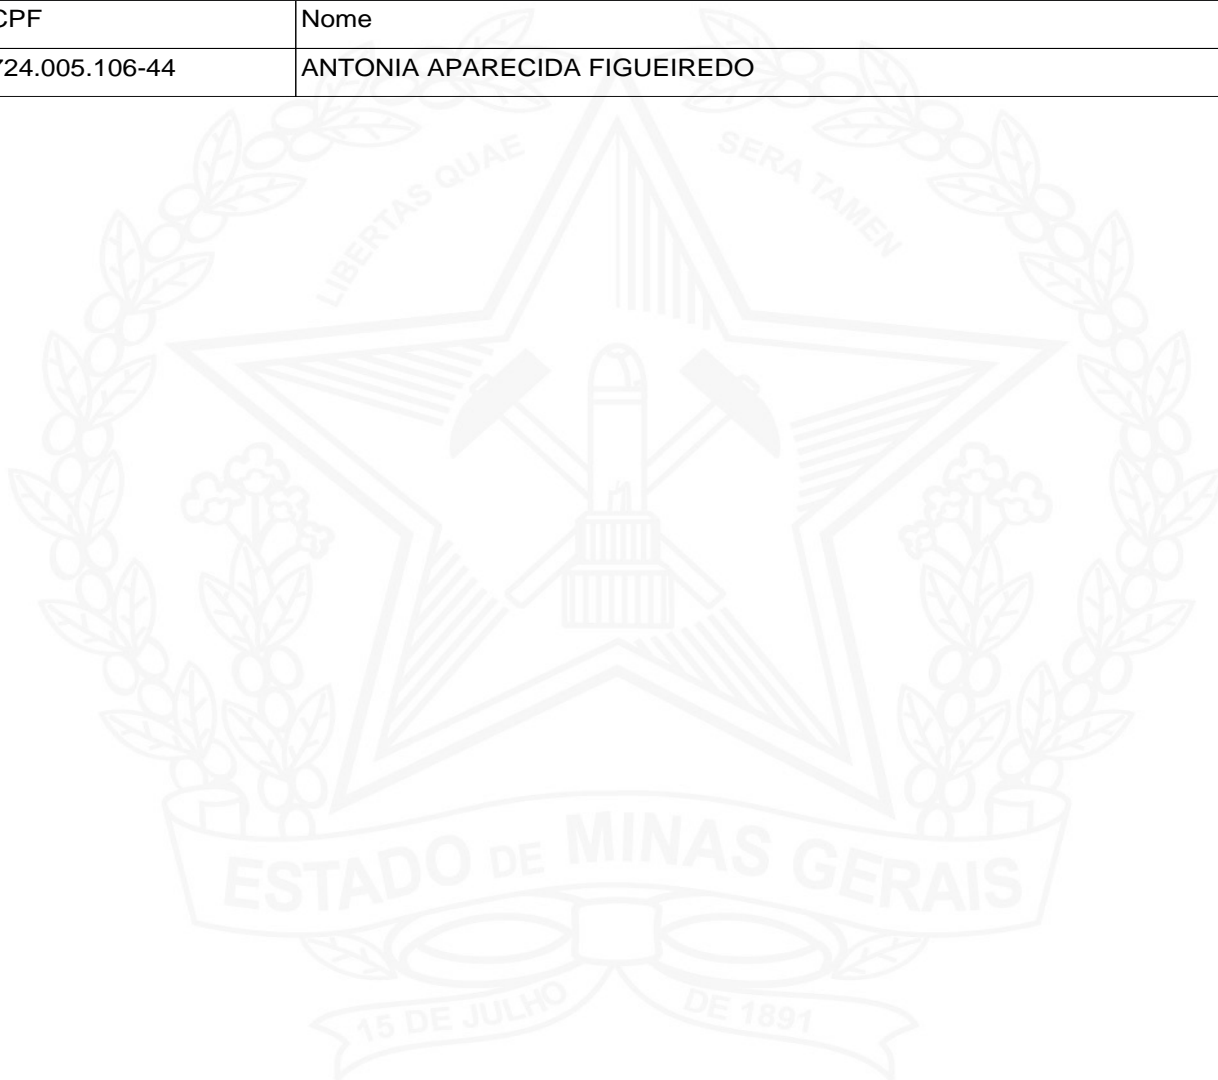 CPF Nome
724.005.106-44 ANTONIA APARECIDA FIGUEIREDO
LIBERTAS QUAE SERA TAMEN
ESTADO DE MINAS GERAIS
15 DE JULHO DE 1891